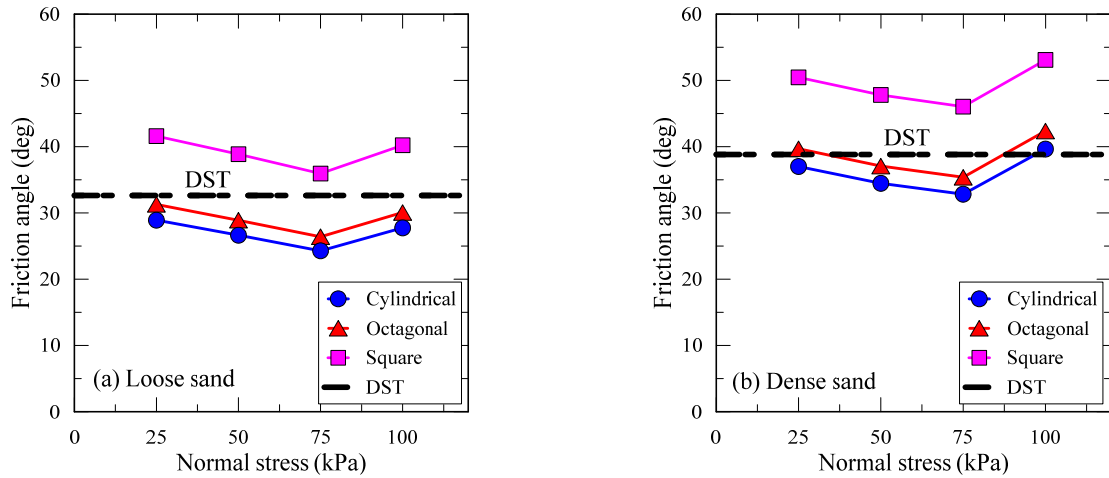 60
50
40
30
20
10
0
Friction angle (deg)
DST
Cylindrical
Octagonal
Square
DST
(a) Loose sand
0
25
50
75
100
Normal stress (kPa)
60
50
40
30
20
10
0
Friction angle (deg)
DST
Cylindrical
Octagonal
Square
DST
(b) Dense sand
0
25
50
75
100
Normal stress (kPa)